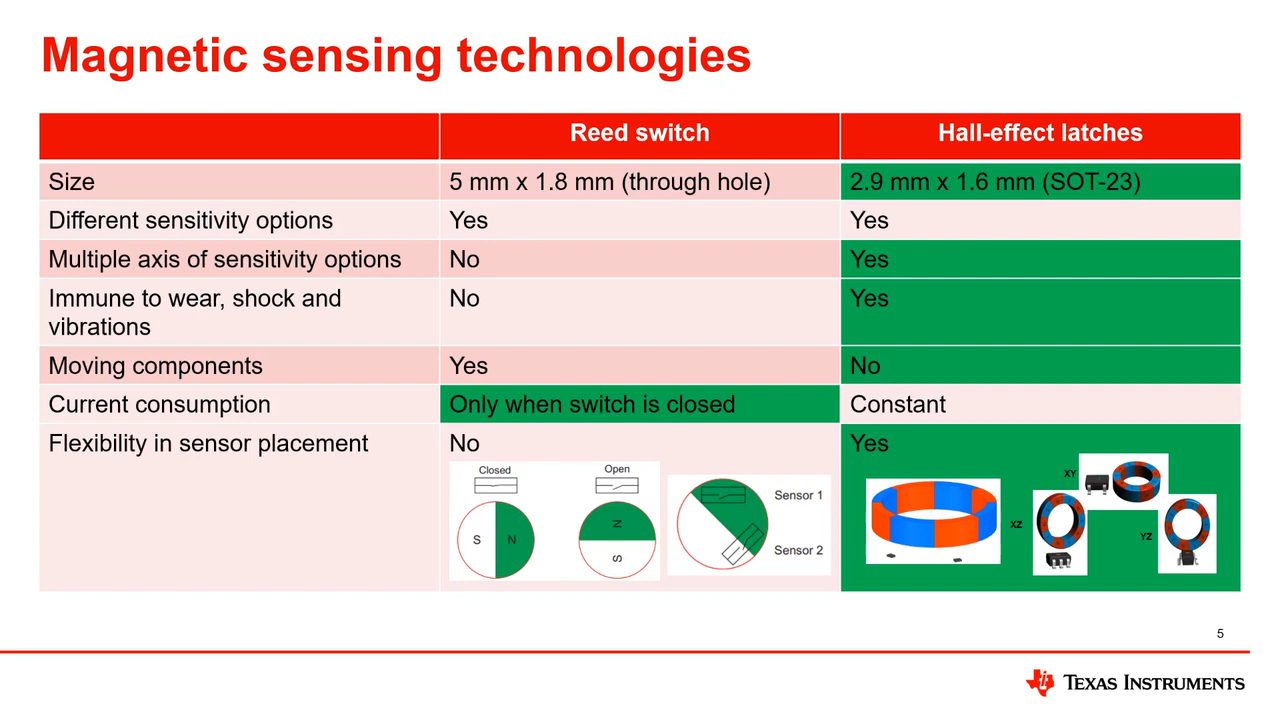 Magnetic sensing technologies
Reed switch
Hall-effect latches
Size
5 mm x 1.8 mm (through hole)
2.9 mm x 1.6 mm (SOT-23)
Different sensitivity options
Yes
Yes
Multiple axis of sensitivity options
No
Yes
Immune to wear, shock and
vibrations
No
Yes
Moving components
Yes
No
Current consumption
Only when switch is closed
Constant
Flexibility in sensor placement
No
Yes
Closed
Open
S
N
N
S
Sensor 1
Sensor 2
XY
XZ
YZ
5
TEXAS INSTRUMENTS